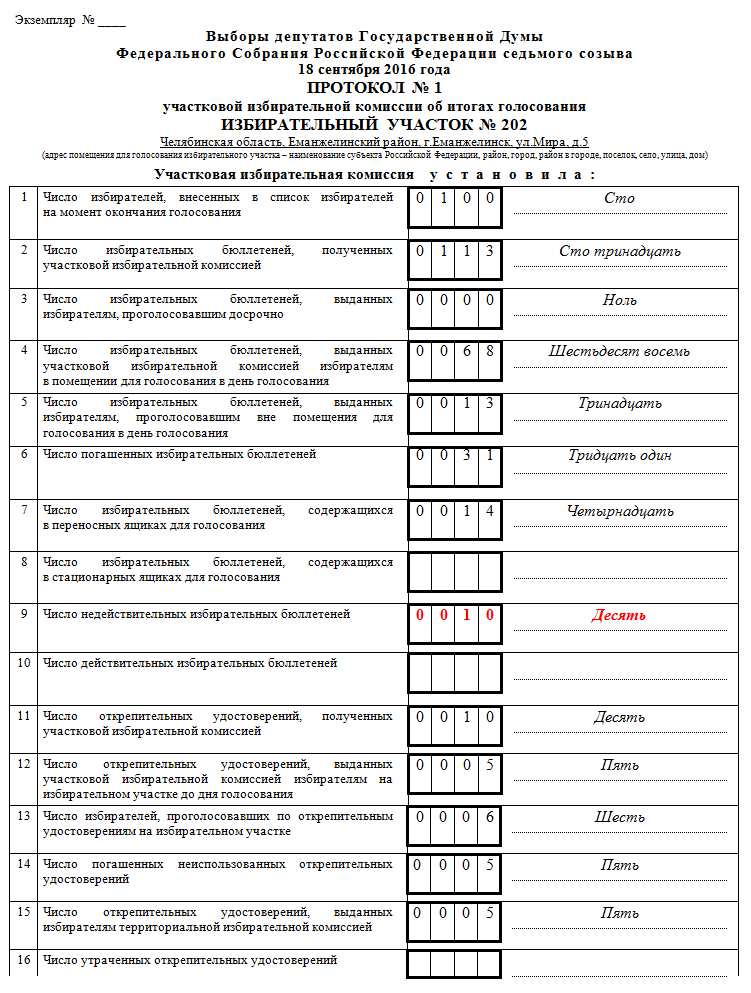 Экземпляр № ____
Выборы депутатов Государственной Думы
Федерального Собрания Российской Федерации седьмого созыва
18 сентября 2016 года
ПРОТОКОЛ № 1
участковой избирательной комиссии об итогах голосования
ИЗБИРАТЕЛЬНЫЙ УЧАСТОК № 202
Челябинская область, Еманжелинский район, г.Еманжелинск, ул.Мира, д.5
(адрес помещения для голосования избирательного участка – наименование субъекта Российской Федерации, район, город, район в городе, поселок, село, улица, дом)
Участковая избирательная комиссия у с т а н о в и л а :
1 Число избирателей, внесенных в список избирателей 0 1 0 0 Сто
на момент окончания голосования
2 Число избирательных бюллетеней, полученных 0 1 1 3 Сто тринадцать
участковой избирательной комиссией
3 Число избирательных бюллетеней, выданных 0 0 0 0 Ноль
избирателям, проголосовавшим досрочно
4 Число избирательных бюллетеней, выданных 0 0 6 8 Шестьдесят восемь
участковой избирательной комиссией избирателям
в помещении для голосования в день голосования
5 Число избирательных бюллетеней, выданных 0 0 1 3 Тринадцать
избирателям, проголосовавшим вне помещения для
голосования в день голосования
6 Число погашенных избирательных бюллетеней 0 0 3 1 Тридцать один
7 Число избирательных бюллетеней, содержащихся 0 0 1 4 Четырнадцать
в переносных ящиках для голосования
8 Число избирательных бюллетеней, содержащихся
в стационарных ящиках для голосования
9 Число недействительных избирательных бюллетеней 0 0 1 0 Десять
10 Число действительных избирательных бюллетеней
11 Число открепительных удостоверений, полученных 0 0 1 0 Десять
участковой избирательной комиссией
12 Число открепительных удостоверений, выданных 0 0 0 5 Пять
участковой избирательной комиссией избирателям на
избирательном участке до дня голосования
13 Число избирателей, проголосовавших по открепительным 0 0 0 6 Шесть
удостоверениям на избирательном участке
14 Число погашенных неиспользованных открепительных 0 0 0 5 Пять
удостоверений
15 Число открепительных удостоверений, выданных 0 0 0 5 Пять
избирателям территориальной избирательной комиссией
16 Число утраченных открепительных удостоверений